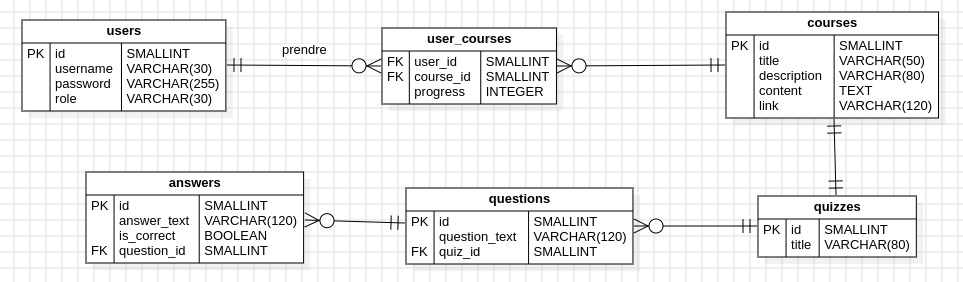 users
PK id SMALLINT
username VARCHAR(30)
password VARCHAR(255)
role VARCHAR(30)
prendre
user_courses
FK user_id SMALLINT
FK course_id SMALLINT
progress INTEGER
courses
PK id SMALLINT
title VARCHAR(50)
description VARCHAR(80)
content TEXT
link VARCHAR(120)
answers
PK id SMALLINT
answer_text VARCHAR(120)
is_correct BOOLEAN
FK question_id SMALLINT
questions
PK id SMALLINT
question_text VARCHAR(120)
FK quiz_id SMALLINT
quizzes
PK id SMALLINT
title VARCHAR(80)